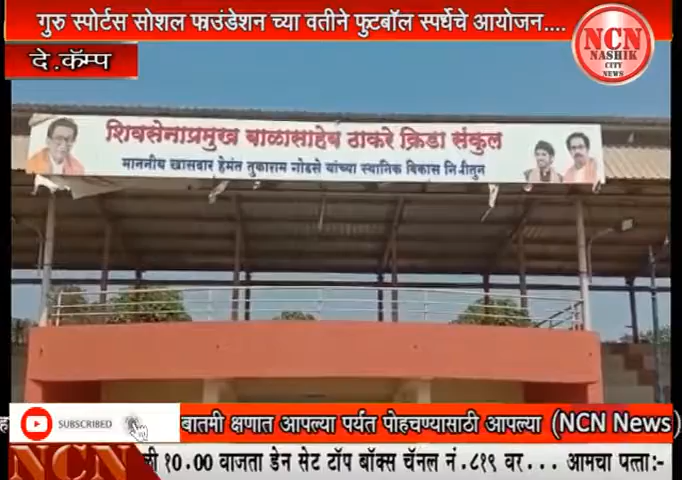 गुरु स्पोर्टस सोशल फाउंडेशन च्या वतीने फुटबॉल स्पर्धेचे आयोजन....
NCN
NASHIK
CITY
NEWS
दे.कॅम्प
शिवसेनाप्रमुख बाळासाहेब ठाकरे क्रिडा संकुल
माननीय खासदार हेमंत तुकाराम गोडसे यांच्या स्थानिक विकास
SUBSCRIBED
बातमी क्षणात आपल्या पर्यत पोहचण्यासाठी आपल्या (NCN News)
NCN
१०.०० वाजता डेन सेट टॉप बॉक्स चॅनल नं.८१९ वर... आमचा पत्ता:-